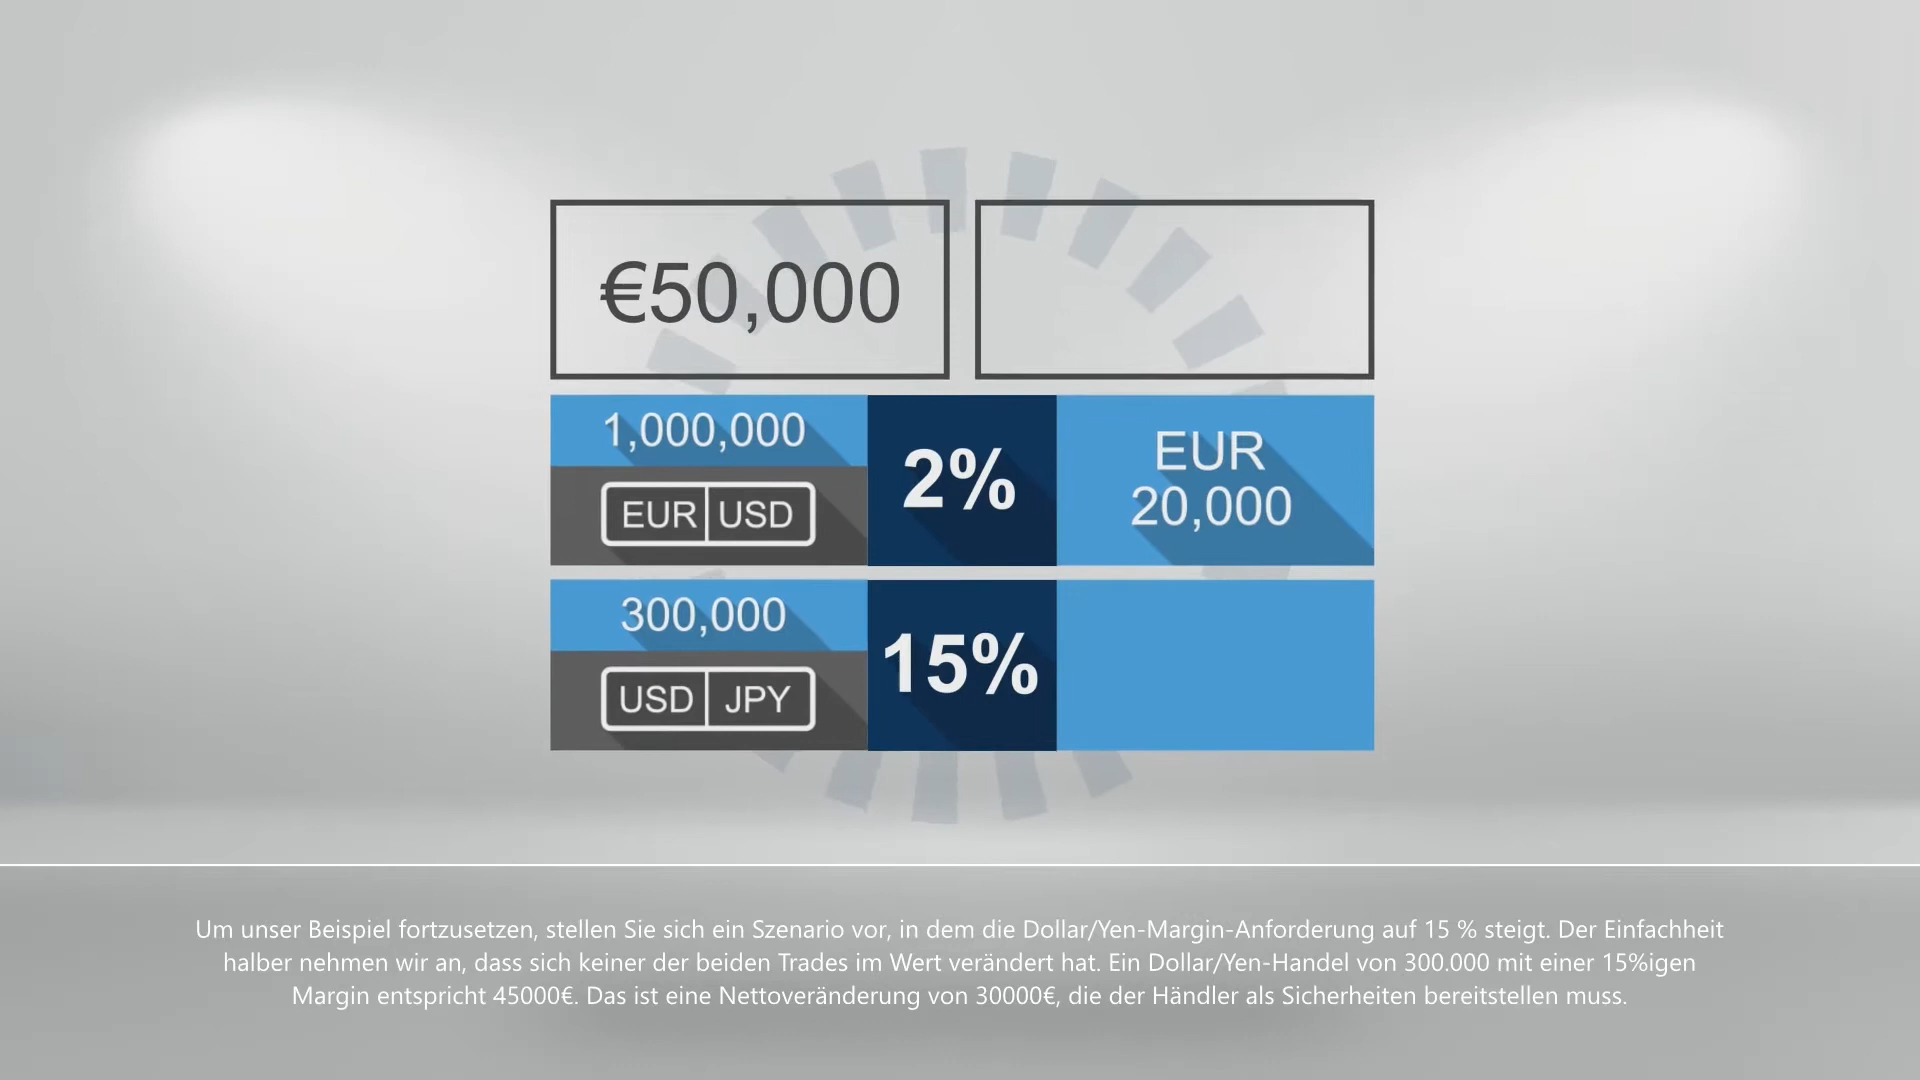 €50,000
1,000,000
EUR USD
2%
EUR
20,000
300,000
USD JPY
15%
Um unser Beispiel fortzusetzen, stellen Sie sich ein Szenario vor, in dem die Dollar/Yen-Margin-Anforderung auf 15 % steigt. Der Einfachheit
halber nehmen wir an, dass sich keiner der beiden Trades im Wert verändert hat. Ein Dollar/Yen-Handel von 300.000 mit einer 15%igen
Margin entspricht 45000€. Das ist eine Nettoveränderung von 30000€, die der Händler als Sicherheiten bereitstellen muss.